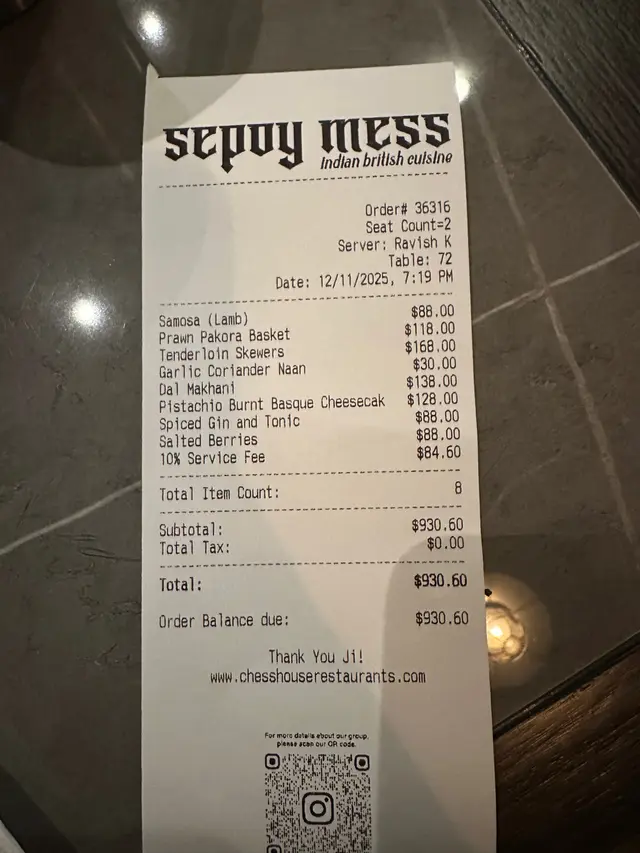 sepoy mess
indian british cuisine
Order# 36316
Seat Count=2
Server: Ravish K
Table: 72
Date: 12/11/2025, 7:19 PM
Samosa (Lamb) $88.00
Prawn Pakora Basket $118.00
Tenderloin Skewers $168.00
Garlic Coriander Naan $30.00
Dal Makhani $138.00
Pistachio Burnt Basque Cheesecak $128.00
Spiced Gin and Tonic $88.00
Salted Berries $88.00
10% Service Fee $84.60
Total Item Count: 8
Subtotal: $930.60
Total Tax: $0.00
Total: $930.60
Order Balance due: $930.60
Thank You Ji!
www.chesshouserestaurants.com
For more details about our group,
please scan our QR code.